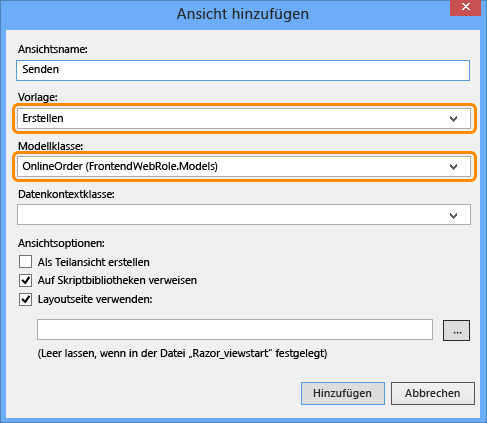 Ansicht hinzufügen
Ansichtsname:
Senden
Vorlage:
Erstellen
Modellklasse:
OnlineOrder (FrontendWebRole.Models)
Datenkontextklasse:
Ansichtsoptionen:
Als Teilansicht erstellen
Auf Skriptbibliotheken verweisen
Layoutseite verwenden:
...
(Leer lassen, wenn in der Datei „Razor_viewstart“ festgelegt)
Hinzufügen Abbrechen